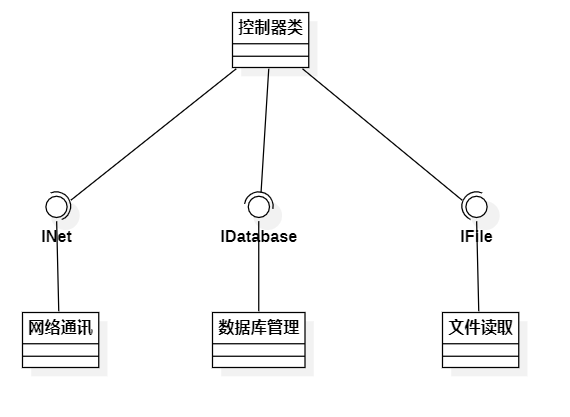 控制器类
INet
IDatabase
IFile
网络通讯
数据库管理
文件读取